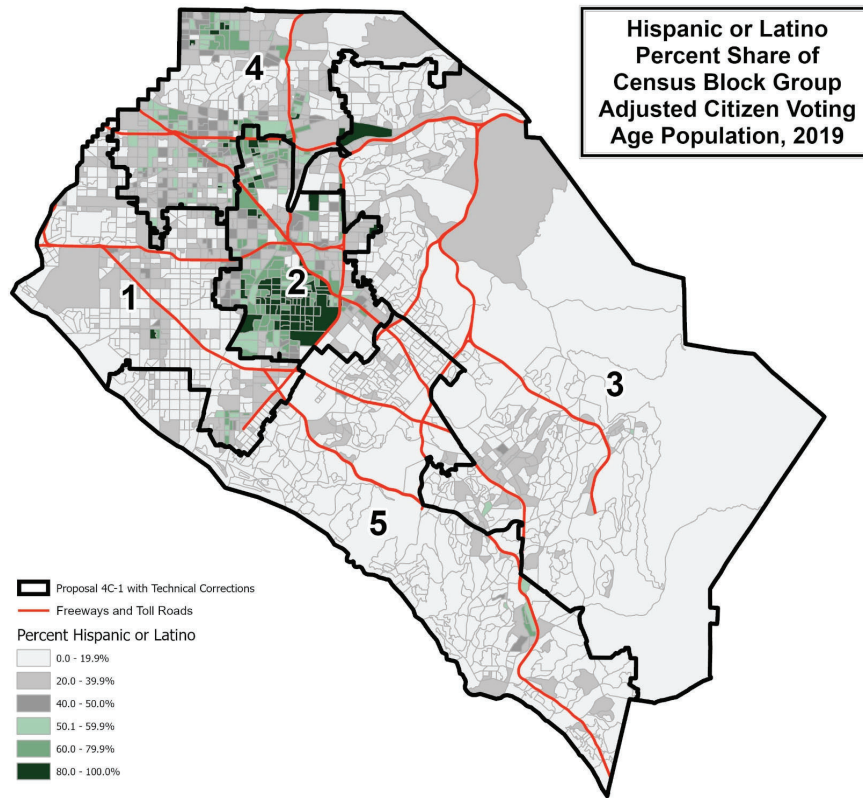 Hispanic or Latino
Percent Share of
Census Block Group
Adjusted Citizen Voting
Age Population, 2019
4
2
1
3
5
Proposal 4C-1 with Technical Corrections
Freeways and Toll Roads
Percent Hispanic or Latino
0.0 - 19.9%
20.0 - 39.9%
40.0 - 50.0%
50.1 - 59.9%
60.0 - 79.9%
80.0 - 100.0%